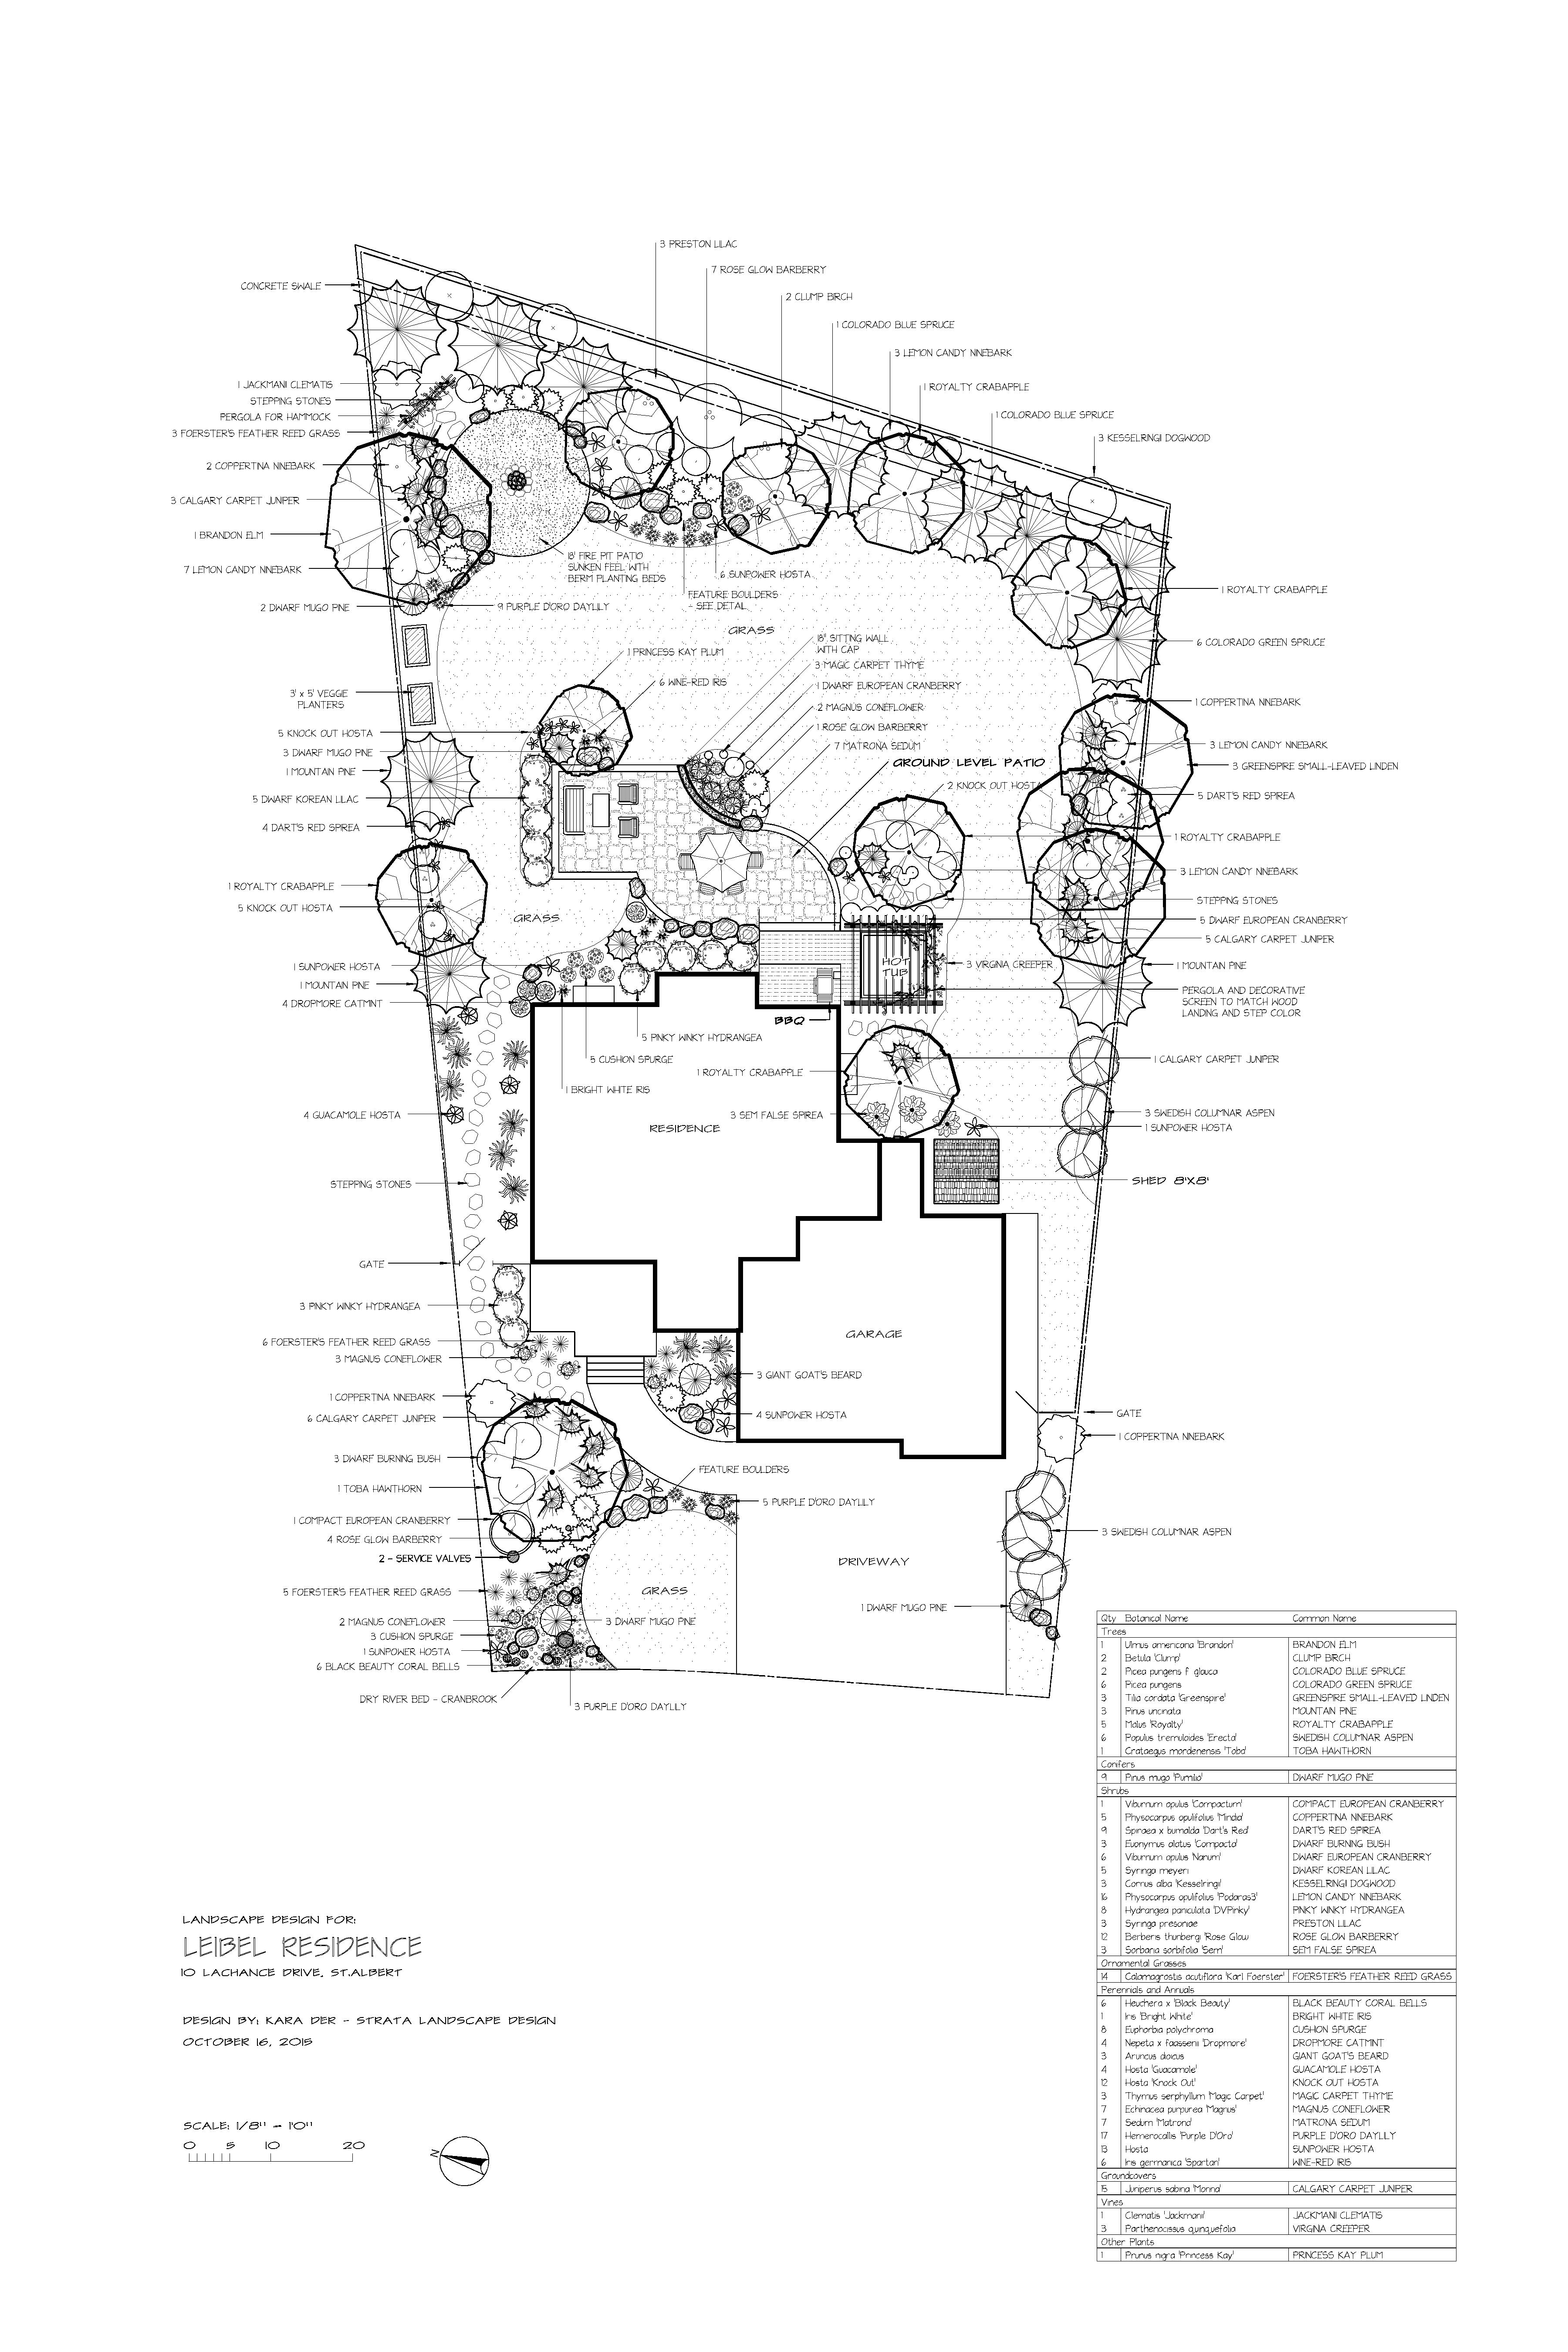 3 PRESTON LILAC
7 ROSE GLOW BARBERRY
CONCRETE SWALE
2 CLUMP BIRCH
1 COLORADO BLUE SPRUCE
3 LEMON CANDY NINEBARK
1 JACKMANI CLEMATIS
1 ROYALTY CRABAPPLE
STEPPING STONES
PERGOLA FOR HAMMOCK
1 COLORADO BLUE SPRUCE
3 FOERSTER'S FEATHER REED GRASS
3 KESSELRINGII DOGWOOD
2 COPPERTINA NINEBARK
3 CALGARY CARPET JUNIPER
1 BRANDON ELM
18' FIRE PIT PATIO
SUNKEN FEEL WITH
BERM PLANTING BEDS
7 LEMON CANDY NINEBARK
6 SUNPOWER HOSTA
1 ROYALTY CRABAPPLE
FEATURE BOULDERS
- SEE DETAIL
2 DWARF MUGO PINE
9 PURPLE D'ORO DAYLILY
GRASS
18" SITTING WALL
WITH CAP
6 COLORADO GREEN SPRUCE
1 PRINCESS KAY PLUM
3 MAGIC CARPET THYME
6 WINE-RED IRIS
1 DWARF EUROPEAN CRANBERRY
3' x 5' VEGGIE
PLANTERS
1 COPPERTINA NINEBARK
2 MAGNUS CONEFLOWER
1 ROSE GLOW BARBERRY
5 KNOCK OUT HOSTA
7 MATRONA SEDUM
3 LEMON CANDY NINEBARK
3 DWARF MUGO PINE
GROUND LEVEL PATIO
3 GREENSPIRE SMALL-LEAVED LINDEN
1 MOUNTAIN PINE
2 KNOCK OUT HOSTA
5 DWARF KOREAN LILAC
5 DART'S RED SPIREA
4 DART'S RED SPIREA
1 ROYALTY CRABAPPLE
3 LEMON CANDY NINEBARK
1 ROYALTY CRABAPPLE
STEPPING STONES
5 KNOCK OUT HOSTA
GRASS
5 DWARF EUROPEAN CRANBERRY
5 CALGARY CARPET JUNIPER
HOT
TUB
3 VIRGINIA CREEPER
1 SUNPOWER HOSTA
1 MOUNTAIN PINE
1 MOUNTAIN PINE
PERGOLA AND DECORATIVE
SCREEN TO MATCH WOOD
LANDING AND STEP COLOR
4 DROPMORE CATMINT
BBQ
5 PINKY WINKY HYDRANGEA
5 CUSHION SPURGE
1 CALGARY CARPET JUNIPER
1 ROYALTY CRABAPPLE
1 BRIGHT WHITE IRIS
4 GUACAMOLE HOSTA
3 SEM FALSE SPIREA
3 SWEDISH COLUMNAR ASPEN
RESIDENCE
1 SUNPOWER HOSTA
STEPPING STONES
SHED 8'X8'
GATE
3 PINKY WINKY HYDRANGEA
GARAGE
6 FOERSTER'S FEATHER REED GRASS
3 MAGNUS CONEFLOWER
3 GIANT GOAT'S BEARD
1 COPPERTINA NINEBARK
6 CALGARY CARPET JUNIPER
4 SUNPOWER HOSTA
GATE
1 COPPERTINA NINEBARK
3 DWARF BURNING BUSH
FEATURE BOULDERS
1 TOBA HAWTHORN
5 PURPLE D'ORO DAYLILY
1 COMPACT EUROPEAN CRANBERRY
4 ROSE GLOW BARBERRY
3 SWEDISH COLUMNAR ASPEN
2 - SERVICE VALVES
DRIVEWAY
5 FOERSTER'S FEATHER REED GRASS
GRASS
1 DWARF MUGO PINE
2 MAGNUS CONEFLOWER
3 DWARF MUGO PINE
3 CUSHION SPURGE
1 SUNPOWER HOSTA
6 BLACK BEAUTY CORAL BELLS
DRY RIVER BED - CRANBROOK
3 PURPLE D'ORO DAYLILY
Qty Botanical Name Common Name
Trees
1 Ulmus americana 'Brandon' BRANDON ELM
2 Betula 'Clump' CLUMP BIRCH
2 Picea pungens f. glauca COLORADO BLUE SPRUCE
6 Picea pungens COLORADO GREEN SPRUCE
3 Tilia cordata 'Greenspire' GREENSPIRE SMALL-LEAVED LINDEN
3 Pinus uncinata MOUNTAIN PINE
5 Malus 'Royalty' ROYALTY CRABAPPLE
6 Populus tremuloides 'Erecta' SWEDISH COLUMNAR ASPEN
1 Crataegus mordenensis 'Toba' TOBA HAWTHORN
Conifers
9 Pinus mugo 'Pumilio' DWARF MUGO PINE
Shrubs
1 Viburnum opulus 'Compactum' COMPACT EUROPEAN CRANBERRY
5 Physocarpus opulifolius 'Mindia' COPPERTINA NINEBARK
9 Spiraea x bumalda 'Dart's Red' DART'S RED SPIREA
3 Euonymus alatus 'Compacta' DWARF BURNING BUSH
6 Viburnum opulus 'Nanum' DWARF EUROPEAN CRANBERRY
5 Syringa meyeri DWARF KOREAN LILAC
3 Cornus alba 'Kesselringii' KESSELRINGII DOGWOOD
16 Physocarpus opulifolius 'Podaras3' LEMON CANDY NINEBARK
8 Hydrangea paniculata 'DVPinky' PINKY WINKY HYDRANGEA
3 Syringa presoniae PRESTON LILAC
12 Berberis thunbergi 'Rose Glow ROSE GLOW BARBERRY
3 Sorbaria sorbifolia 'Sem' SEM FALSE SPIREA
Ornamental Grasses
14 Calamagrostis acutiflora 'Karl Foerster' FOERSTER'S FEATHER REED GRASS
Perennials and Annuals
6 Heuchera x 'Black Beauty' BLACK BEAUTY CORAL BELLS
1 Iris 'Bright White' BRIGHT WHITE IRIS
8 Euphorbia polychroma CUSHION SPURGE
4 Nepeta x faassenii 'Dropmore' DROPMORE CATMINT
3 Aruncus dioicus GIANT GOAT'S BEARD
4 Hosta 'Guacamole' GUACAMOLE HOSTA
12 Hosta 'Knock Out' KNOCK OUT HOSTA
3 Thymus serphyllum 'Magic Carpet' MAGIC CARPET THYME
7 Echinacea purpurea 'Magnus' MAGNUS CONEFLOWER
7 Sedum 'Matrona' MATRONA SEDUM
17 Hemerocallis 'Purple D'Oro' PURPLE D'ORO DAYLILY
13 Hosta SUNPOWER HOSTA
6 Iris germanica 'Spartan' WINE-RED IRIS
Groundcovers
15 Juniperus sabina 'Monna' CALGARY CARPET JUNIPER
Vines
1 Clematis 'Jackmanii' JACKMANII CLEMATIS
3 Parthenocissus quinquefolia VIRGINIA CREEPER
Other Plants
1 Prunus nigra 'Princess Kay' PRINCESS KAY PLUM
LANDSCAPE DESIGN FOR:
LEIBEL RESIDENCE
10 LACHANCE DRIVE, ST.ALBERT
DESIGN BY: KARA DER - STRATA LANDSCAPE DESIGN
OCTOBER 16, 2015
SCALE: 1/8" = 1'0"
0 5 10 20
N